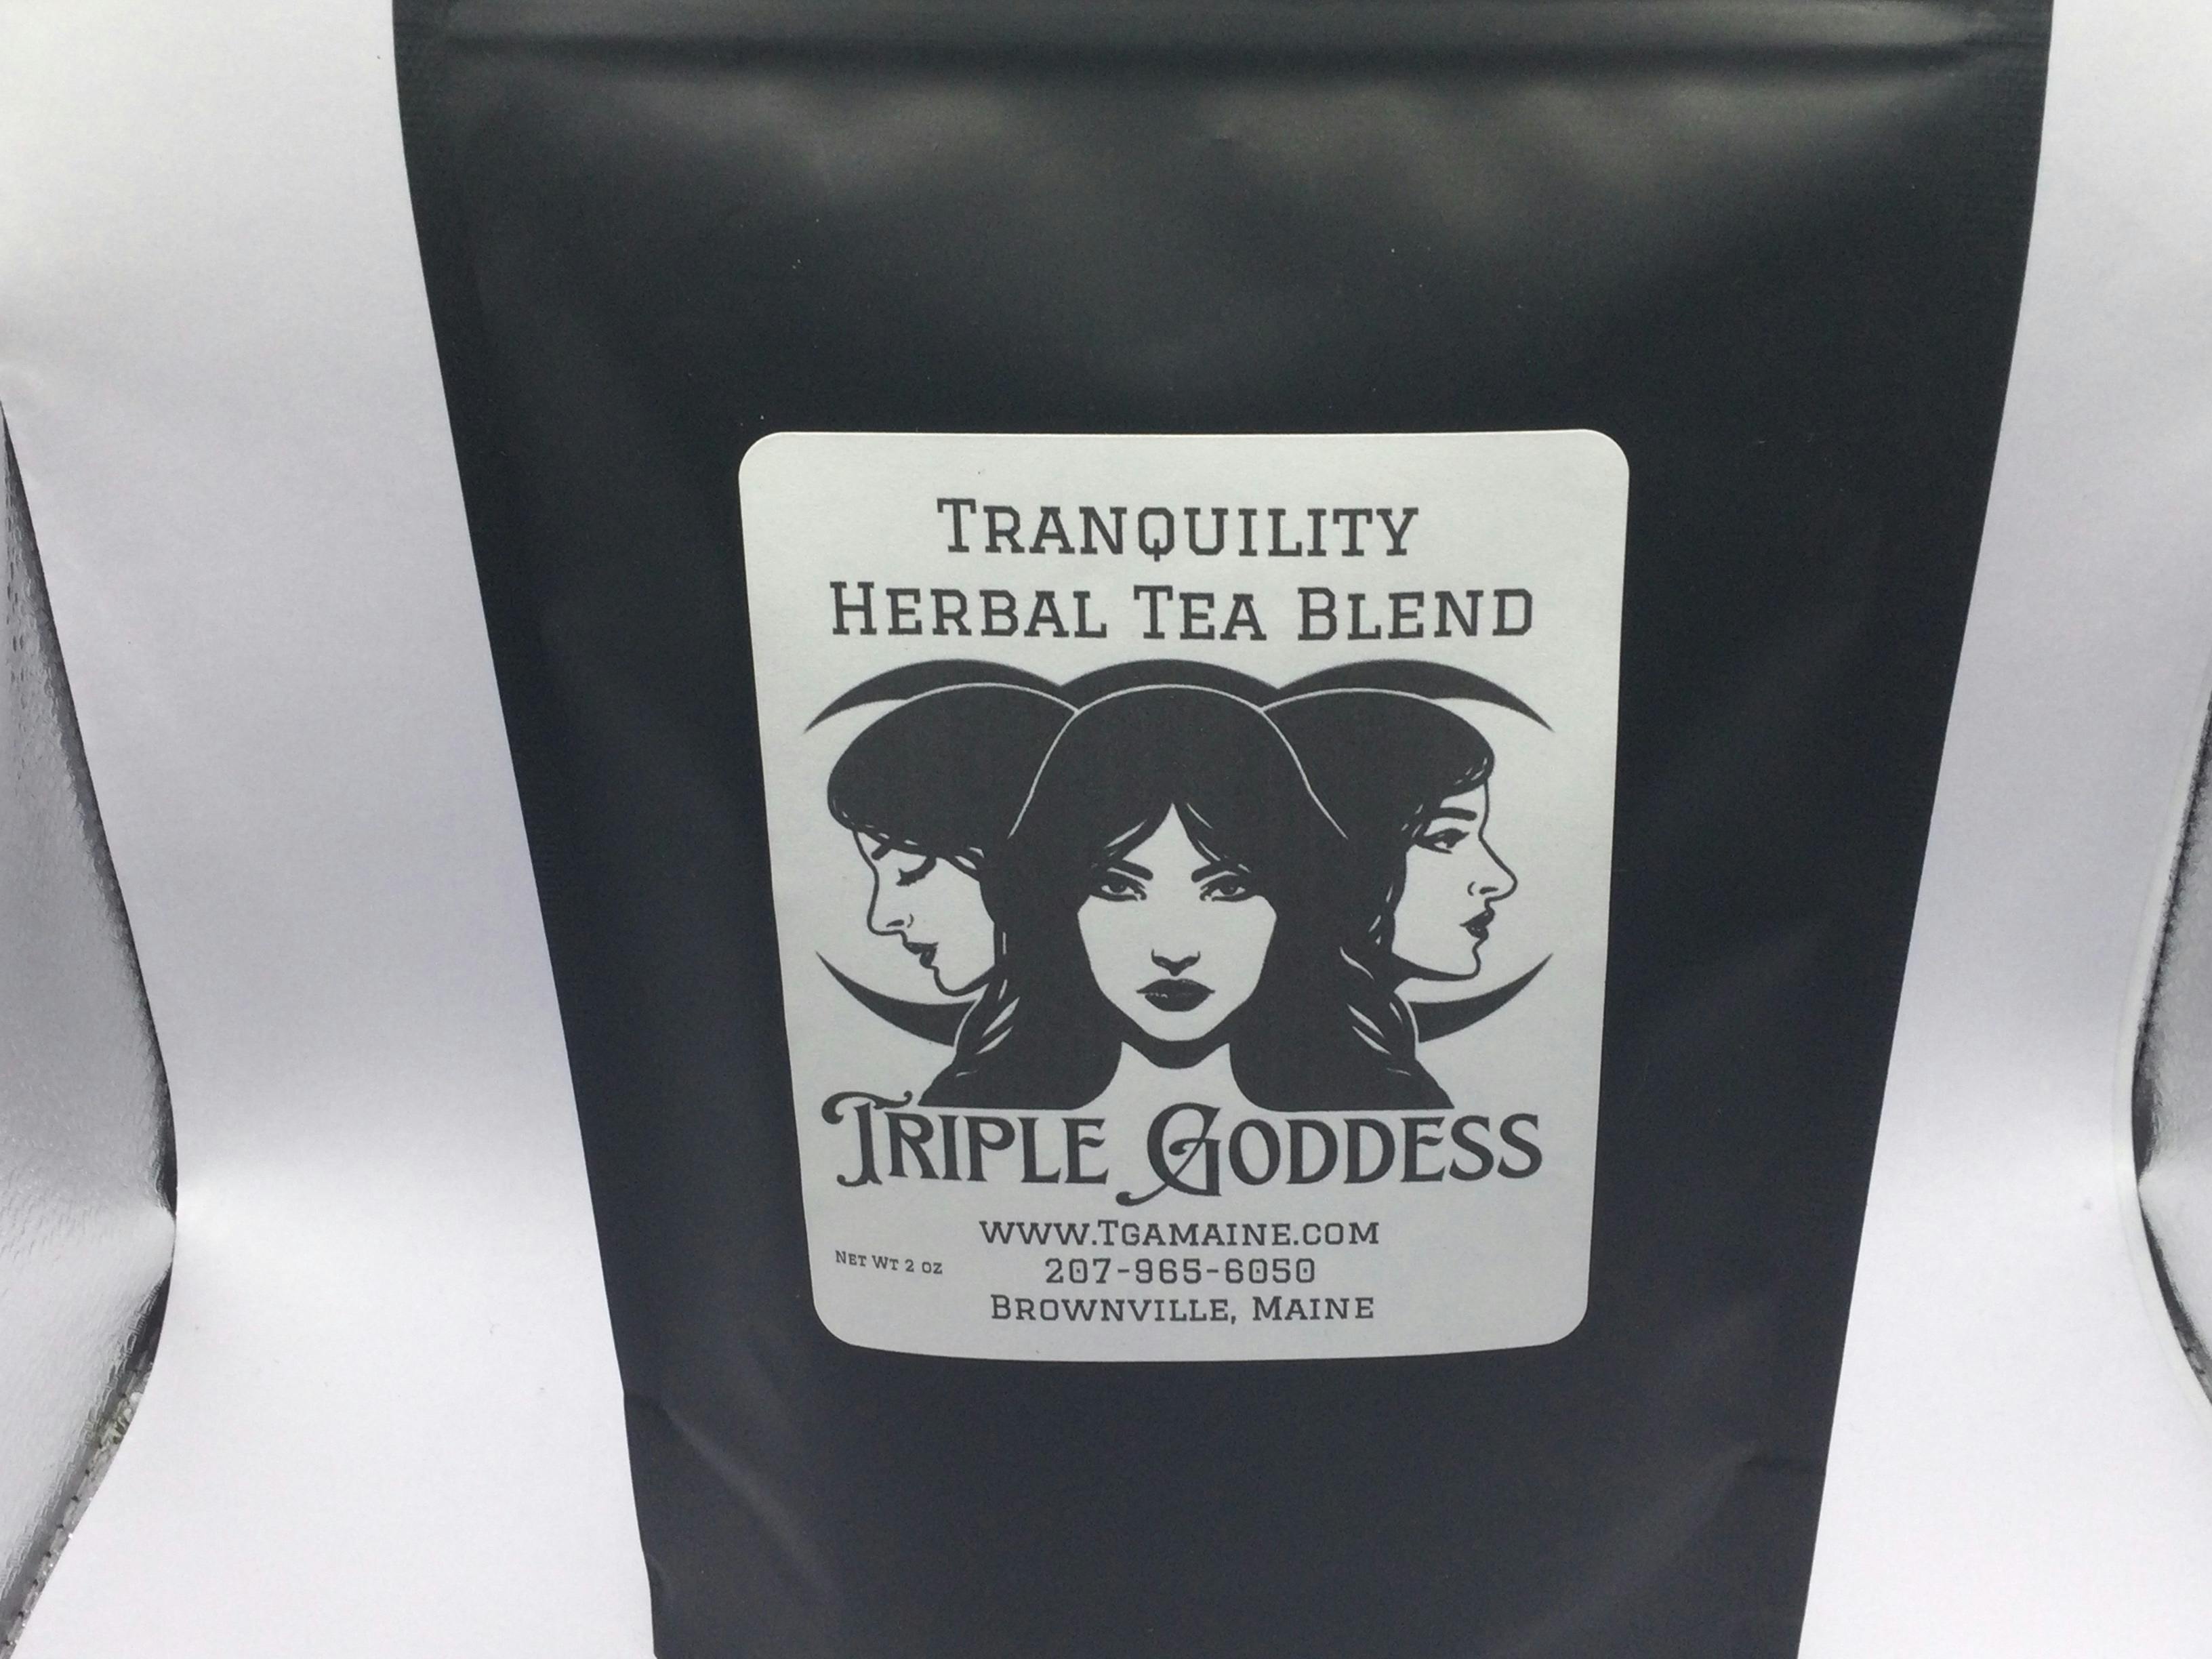 Tranquility
Herbal Tea Blend
Triple Goddess
www.Tgamaine.com
Net Wt 2 oz
207-965-6050
Brownville, Maine